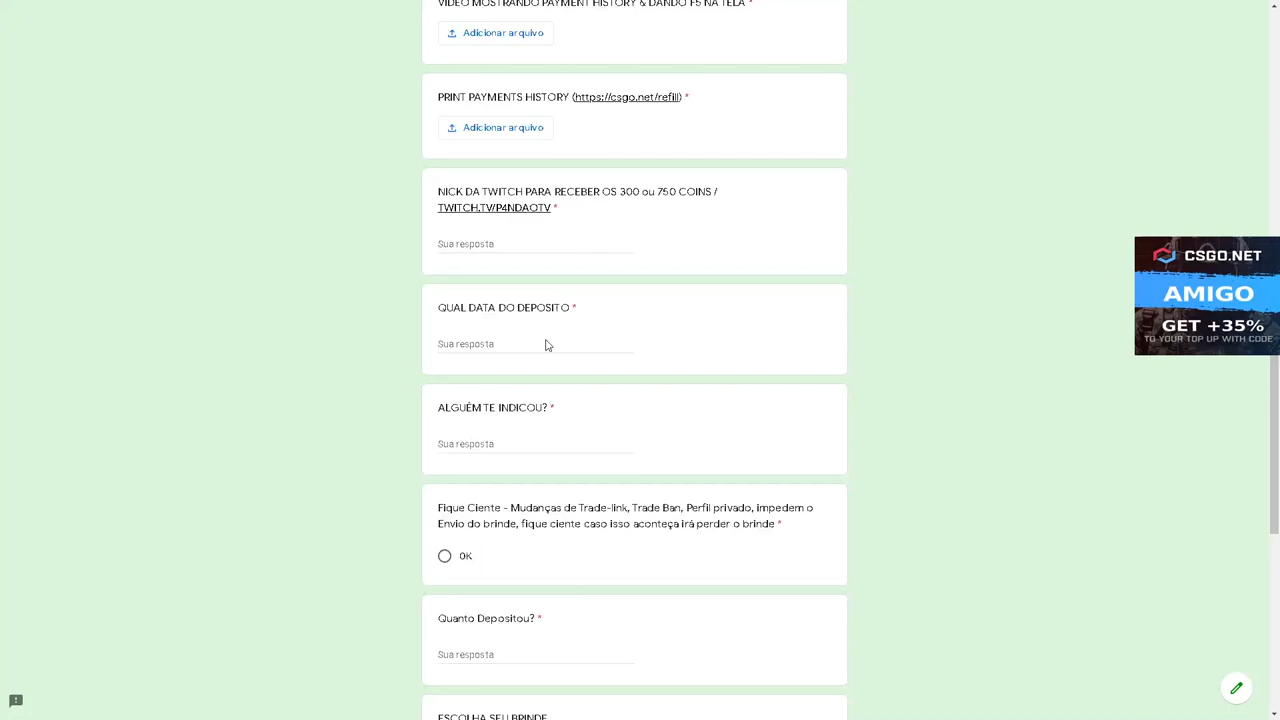 VIDEO MOSTRANDO PAYMENT HISTORY & DANDO F5 NA TELA *
Adicionar arquivo
PRINT PAYMENTS HISTORY (https://csgo.net/refill) *
Adicionar arquivo
NICK DA TWITCH PARA RECEBER OS 300 ou 750 COINS /
TWITCH.TV/P4NDAOTV *
Sua resposta
QUAL DATA DO DEPOSITO *
Sua resposta
ALGUÉM TE INDICOU? *
Sua resposta
Fique Ciente - Mudanças de Trade-link, Trade Ban, Perfil privado, impedem o
Envio do brinde, fique ciente caso isso aconteça irá perder o brinde *
OK
Quanto Depositou? *
Sua resposta
ESCOLHA SEU BRINDE
CSGO.NET
AMIGO
GET +35%
TO YOUR TOP UP WITH CODE